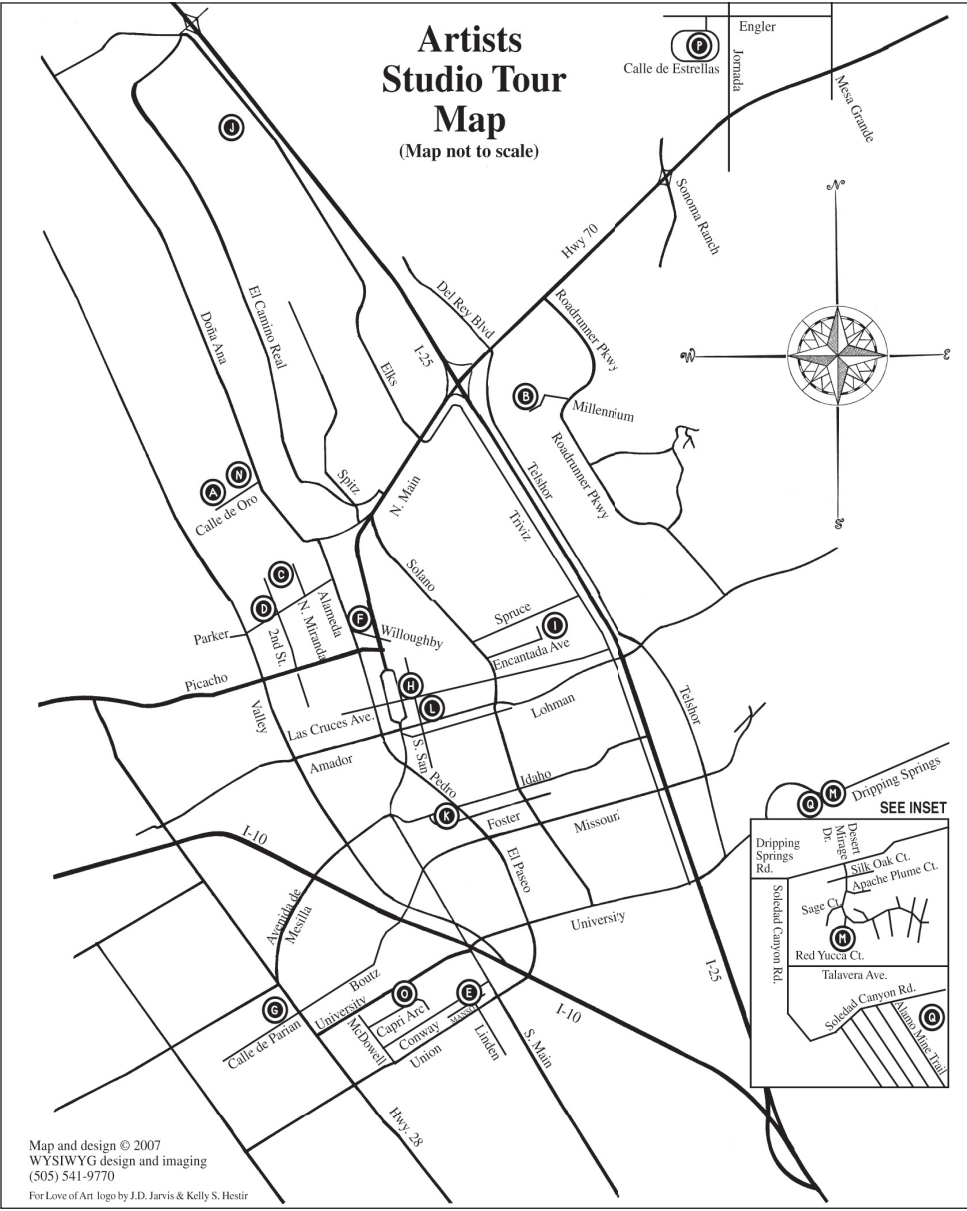 Artists
Studio Tour
Map
(Map not to scale)
Engler
P
Calle de Estrellas
Jornada
Mesa Grande
J
Sonoma Ranch
N
Hwy 70
Del Rey Blvd
Roadrunner Pkwy
El Camino Real
Doña Ana
I-25
W
E
Elks
B
Millennium
Roadrunner Pkwy
Spitz
N. Main
Telshor
N
A
Calle de Oro
Triviz
S
Solano
C
D
Alameda
N. Miranda
F
Spruce
I
Parker
2nd St.
Willoughby
Encantada Ave
Picacho
H
L
Valley
Las Cruces Ave.
Lohman
Telshor
S. San
Pedro
Amador
Idaho
Dripping Springs
M
Q
SEE INSET
K
Foster
Missouri
I-10
Dripping
Springs
Rd.
Desert
Mirage
Dr.
Silk Oak Ct.
Apache Plume Ct.
El Paseo
Soledad Canyon Rd.
Sage Ct.
Avenida de
Mesilla
University
M
Red Yucca Ct.
I-25
Talavera Ave.
Boutz
O
E
University
G
Capri Arc
MANSO
I-10
Soledad Canyon Rd.
Q
Alamo Mine Trail
Calle de Parian
McDowell
Conway
Union
Linden
S. Main
Hwy. 28
Map and design © 2007
WYSIWYG design and imaging
(505) 541-9770
For Love of Art logo by J.D. Jarvis & Kelly S. Hestir